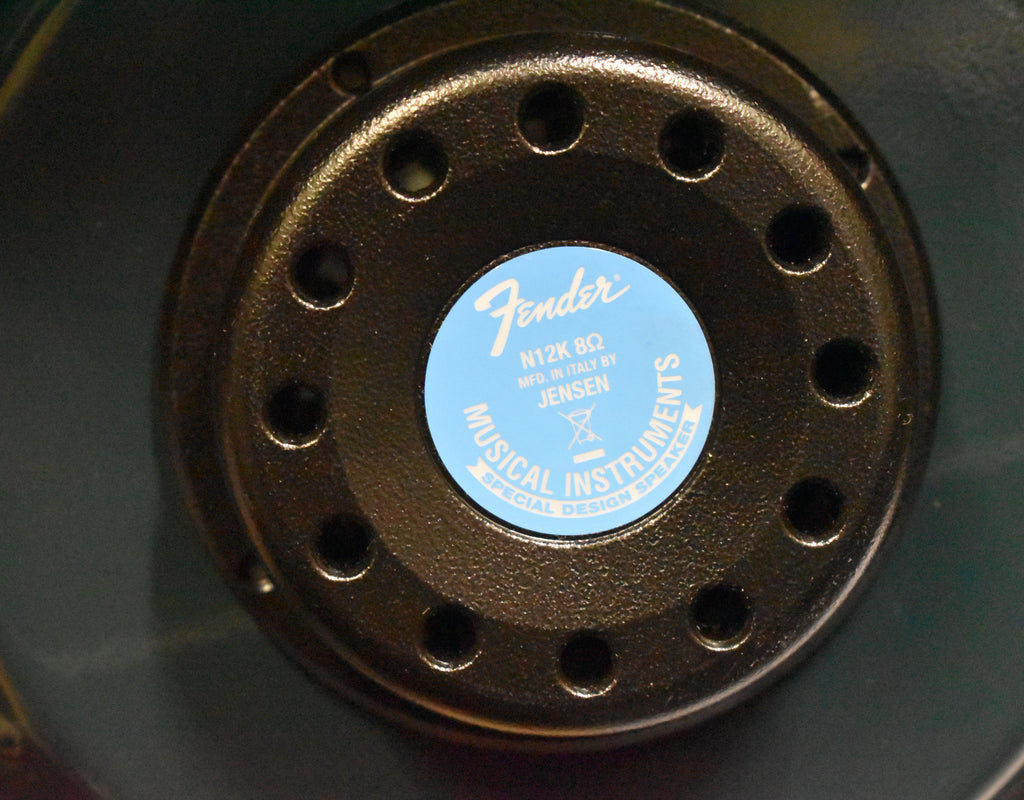 Fender®
N12K 8Ω
MFD. IN ITALY BY
JENSEN
MUSICAL INSTRUMENTS
SPECIAL DESIGN SPEAKER